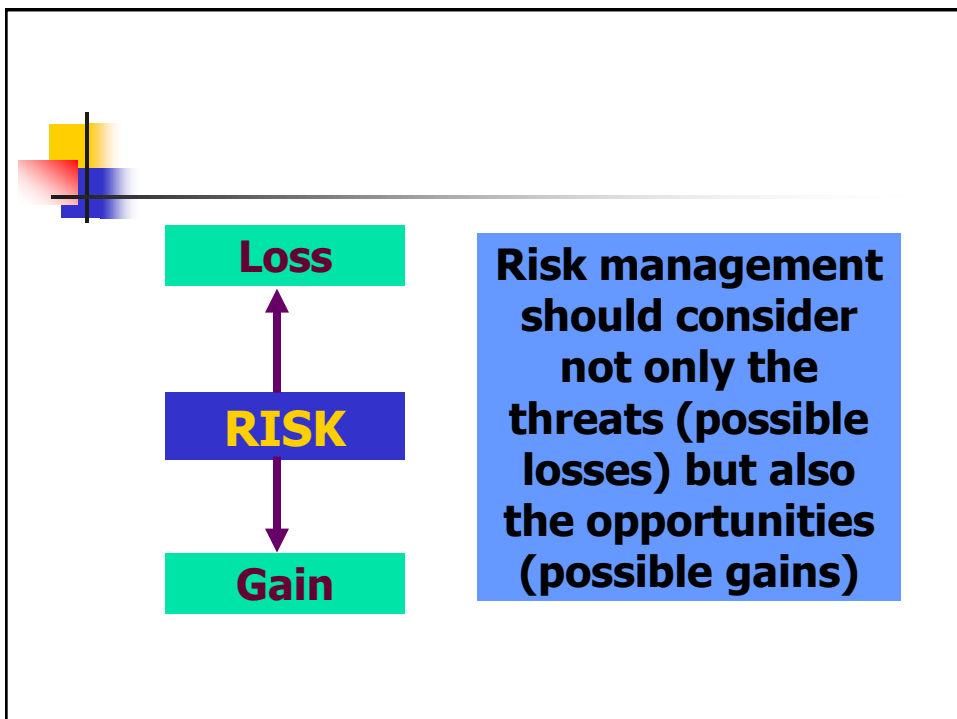 Loss
RISK
Gain
Risk management
should consider
not only the
threats (possible
losses) but also
the opportunities
(possible gains)